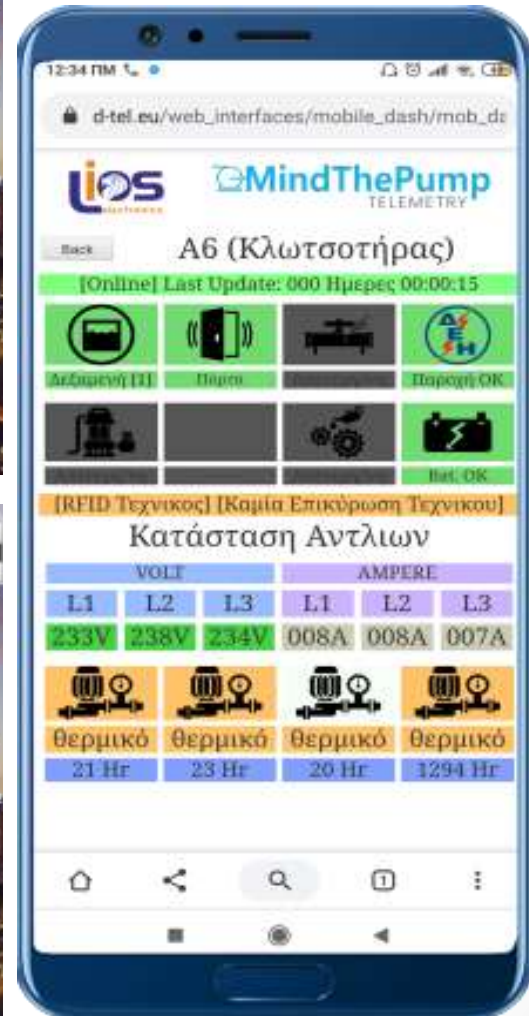 12:34 ΠΜ
d-tel.eu/web_interfaces/mobile_dash/mob_da
Lios
electronics
MindThePump
TELEMETRY
Back
A6 (Κλωτσοτήρας)
[Online] Last Update: 000 Ημερες 00:00:15
ΔΕΗ
Δεξαμενή [1] Πόρτα Παροχή OK
Bat. OK
[RFID Τεχνικος] [Καμία Επικύρωση Τεχνικου]
Κατάσταση Αντλιων
VOLT AMPERE
L1 L2 L3 L1 L2 L3
233V 238V 234V 008A 008A 007A
θερμικό θερμικό θερμικό θερμικό
21 Hr 23 Hr 20 Hr 1294 Hr
1